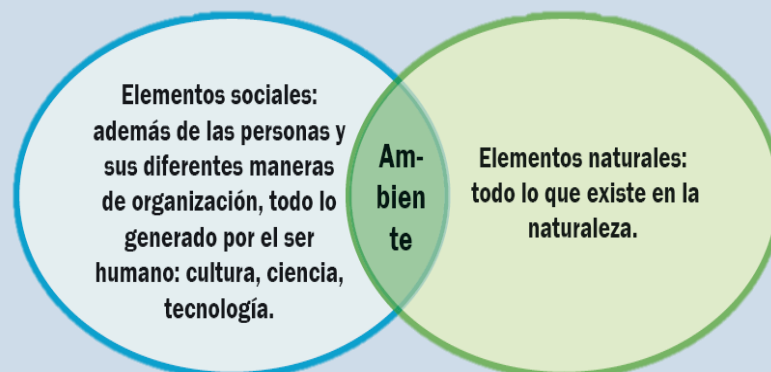 Elementos sociales:
además de las personas y
sus diferentes maneras
de organización, todo lo
generado por el ser
humano: cultura, ciencia,
tecnología.
Am-
bien
te
Elementos naturales:
todo lo que existe en la
naturaleza.